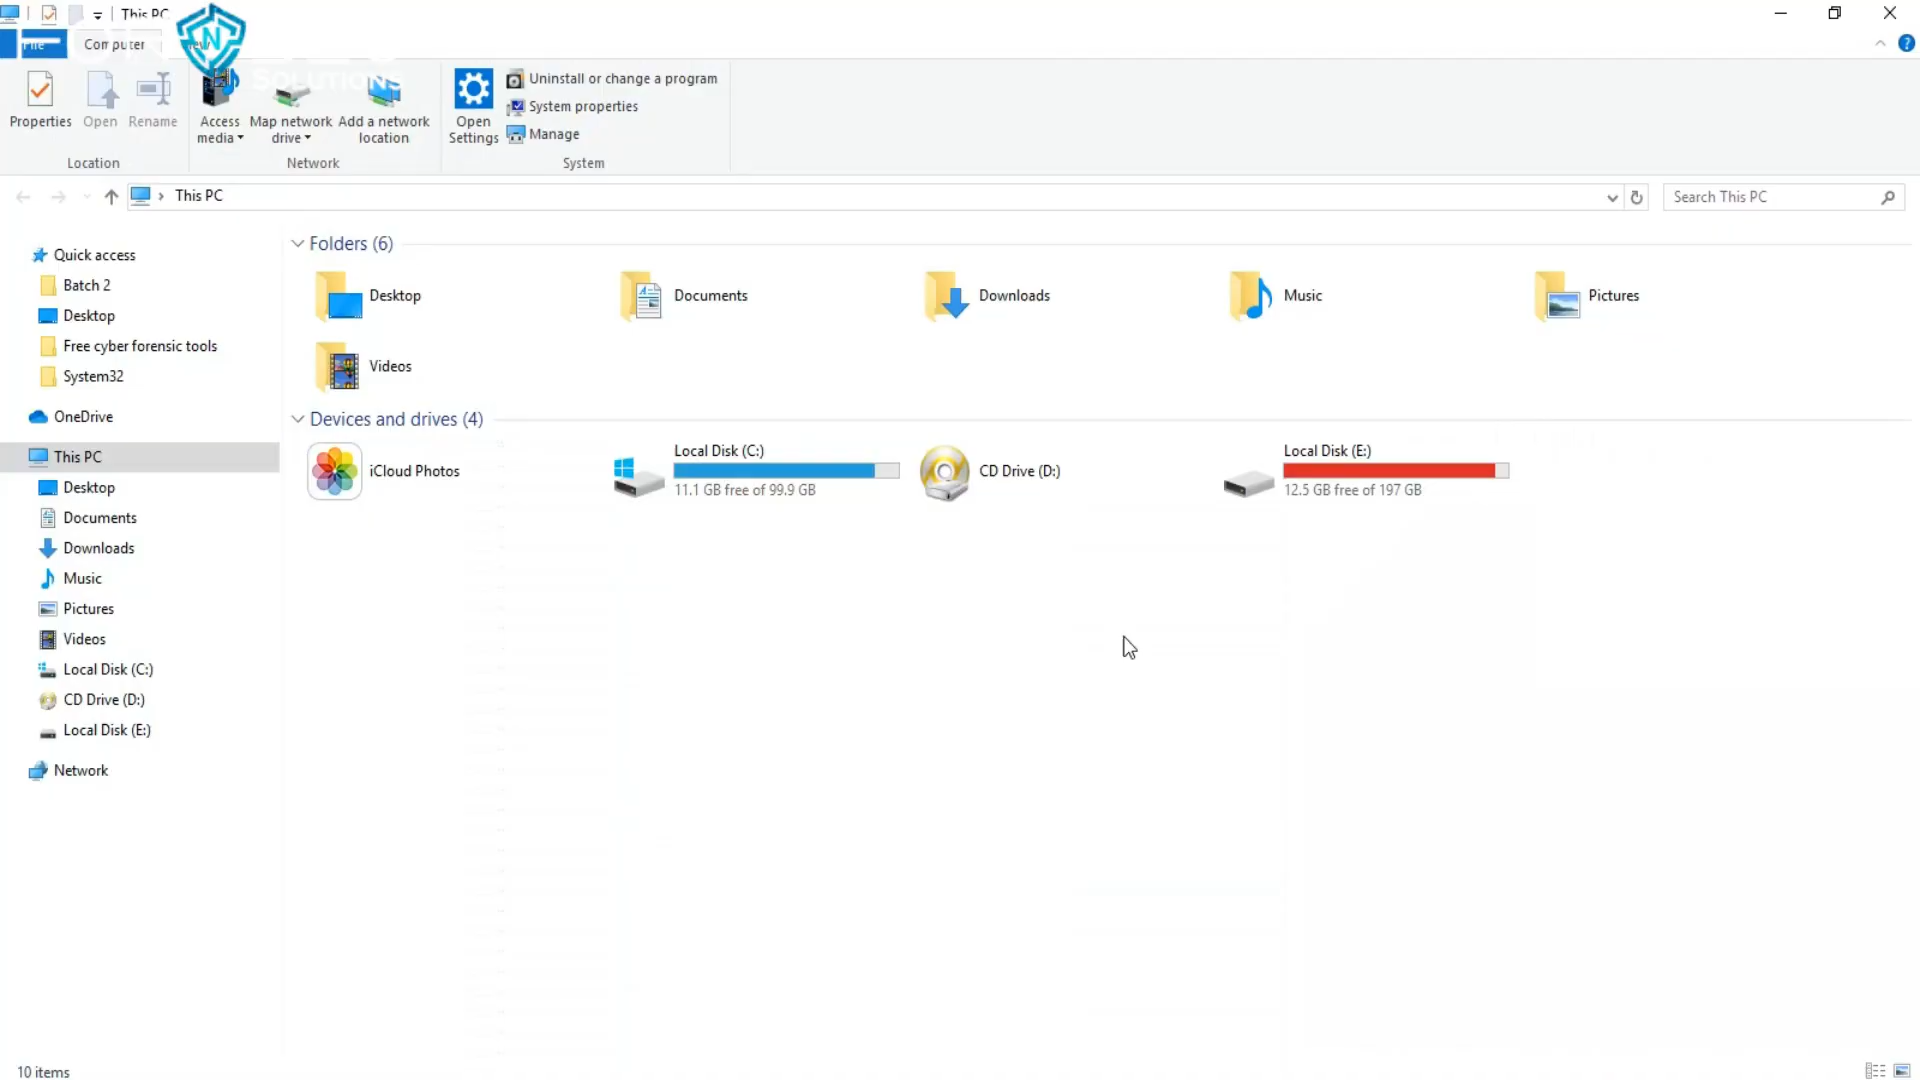 This PC
File
Computer
SOLUTIONS
Properties
Open
Rename
Access media
Map network drive
Add a network location
Open Settings
Uninstall or change a program
System properties
Manage
Location
Network
System
This PC
Search This PC
Quick access
Batch 2
Desktop
Free cyber forensic tools
System32
OneDrive
This PC
Desktop
Documents
Downloads
Music
Pictures
Videos
Local Disk (C:)
CD Drive (D:)
Local Disk (E:)
Network
Folders (6)
Desktop
Documents
Downloads
Music
Pictures
Videos
Devices and drives (4)
iCloud Photos
Local Disk (C:)
11.1 GB free of 99.9 GB
CD Drive (D:)
Local Disk (E:)
12.5 GB free of 197 GB
10 items